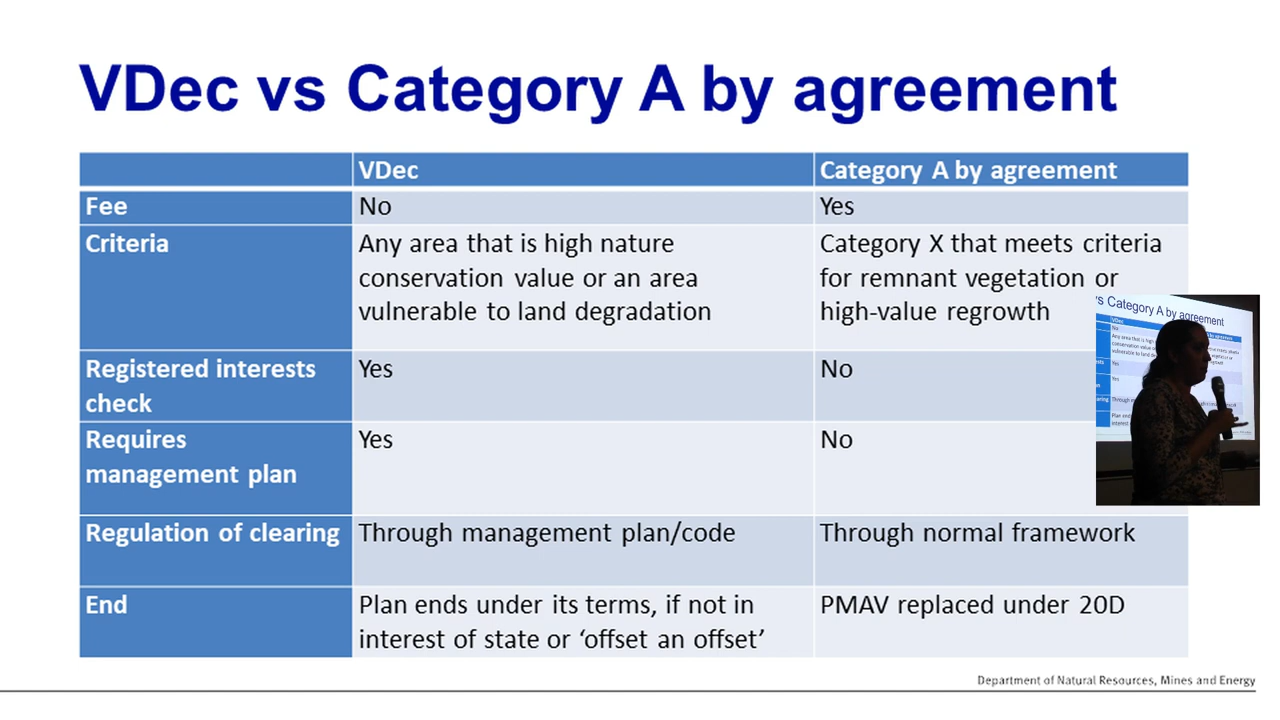 VDec vs Category A by agreement
VDec
Category A by agreement
Fee
No
Yes
Criteria
Any area that is high nature
conservation value or an area
vulnerable to land degradation
Category X that meets criteria
for remnant vegetation or
high-value regrowth
Registered interests
check
Yes
No
Requires
management plan
Yes
No
Regulation of clearing
Through management plan/code
Through normal framework
End
Plan ends under its terms, if not in
interest of state or ‘offset an offset’
PMAV replaced under 20D
vs Category A by agreement
Department of Natural Resources, Mines and Energy